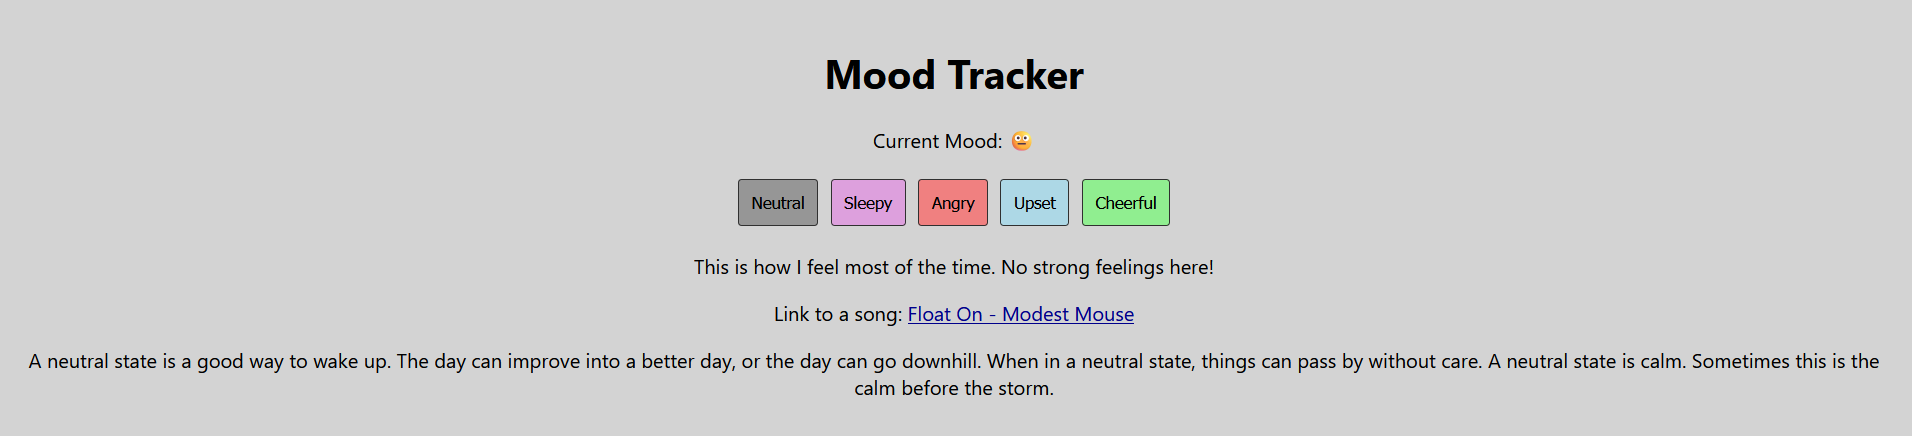 Mood Tracker
Current Mood: 😐
Neutral Sleepy Angry Upset Cheerful
This is how I feel most of the time. No strong feelings here!
Link to a song: Float On - Modest Mouse
A neutral state is a good way to wake up. The day can improve into a better day, or the day can go downhill. When in a neutral state, things can pass by without care. A neutral state is calm. Sometimes this is the
calm before the storm.